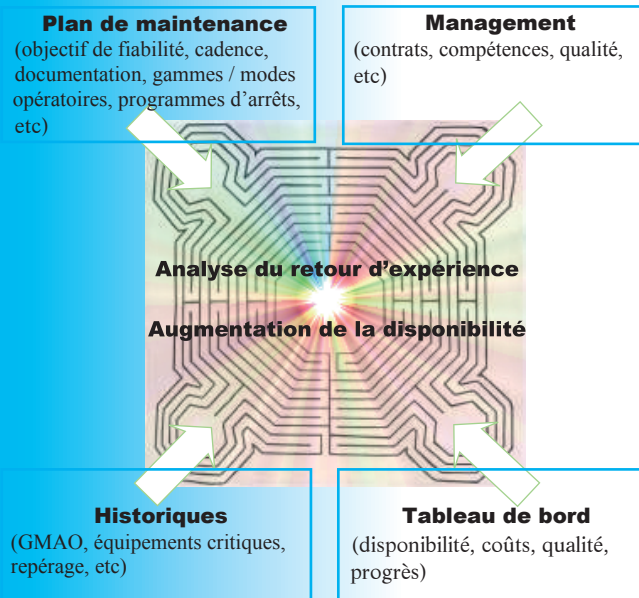 Plan de maintenance
(objectif de fiabilité, cadence,
documentation, gammes / modes
opératoires, programmes d'arrêts,
etc)
Management
(contrats, compétences, qualité,
etc)
Analyse du retour d'expérience
Augmentation de la disponibilité
Historiques
(GMAO, équipements critiques,
repérage, etc)
Tableau de bord
(disponibilité, coûts, qualité,
progrès)